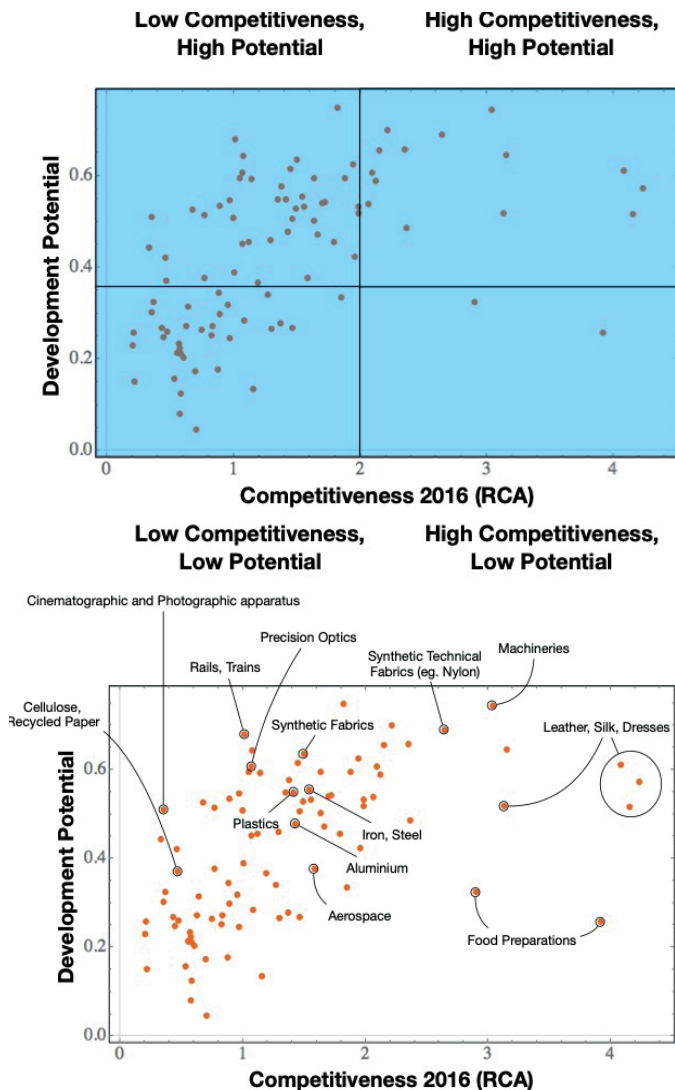 Low Competitiveness,
High Potential
High Competitiveness,
High Potential
Development Potential
0.6
0.4
0.2
0.0
0 1 2 3 4
Competitiveness 2016 (RCA)
Low Competitiveness,
Low Potential
High Competitiveness,
Low Potential
Cinematographic and Photographic apparatus
Precision Optics
Rails, Trains
Synthetic Technical
Fabrics (eg. Nylon)
Machineries
Cellulose,
Recycled Paper
Synthetic Fabrics
Leather, Silk, Dresses
Plastics
Iron, Steel
Aluminium
Aerospace
Food Preparations
Development Potential
0.6
0.4
0.2
0.0
0 1 2 3 4
Competitiveness 2016 (RCA)